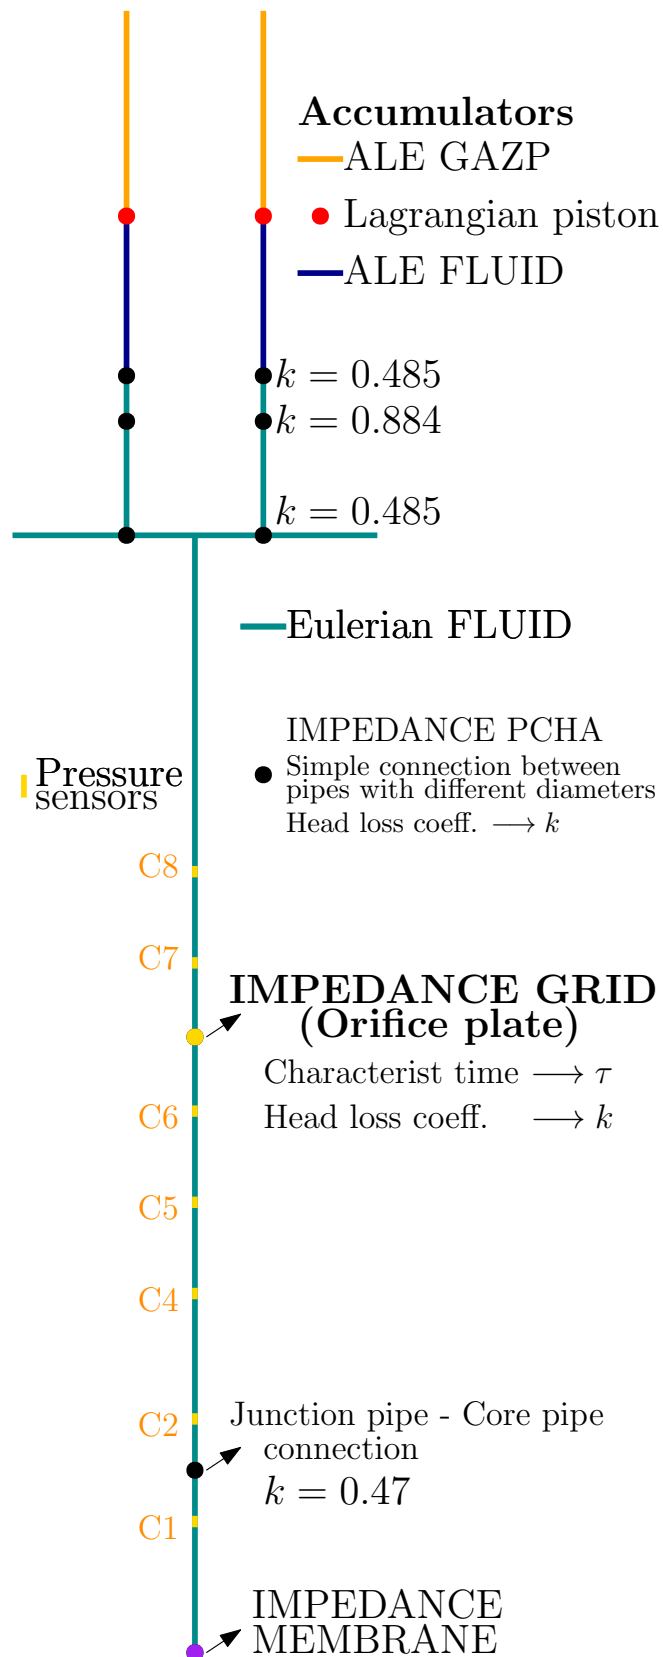 Accumulators
ALE GAZP
Lagrangian piston
ALE FLUID
k = 0.485
k = 0.884
k = 0.485
Eulerian FLUID
IMPEDANCE PCHA
Simple connection between
pipes with different diameters
Head loss coeff. ⟶ k
Pressure
sensors
C8
C7
IMPEDANCE GRID
(Orifice plate)
Characterist time ⟶ τ
Head loss coeff. ⟶ k
C6
C5
C4
C2
Junction pipe - Core pipe
connection
k = 0.47
C1
IMPEDANCE
MEMBRANE